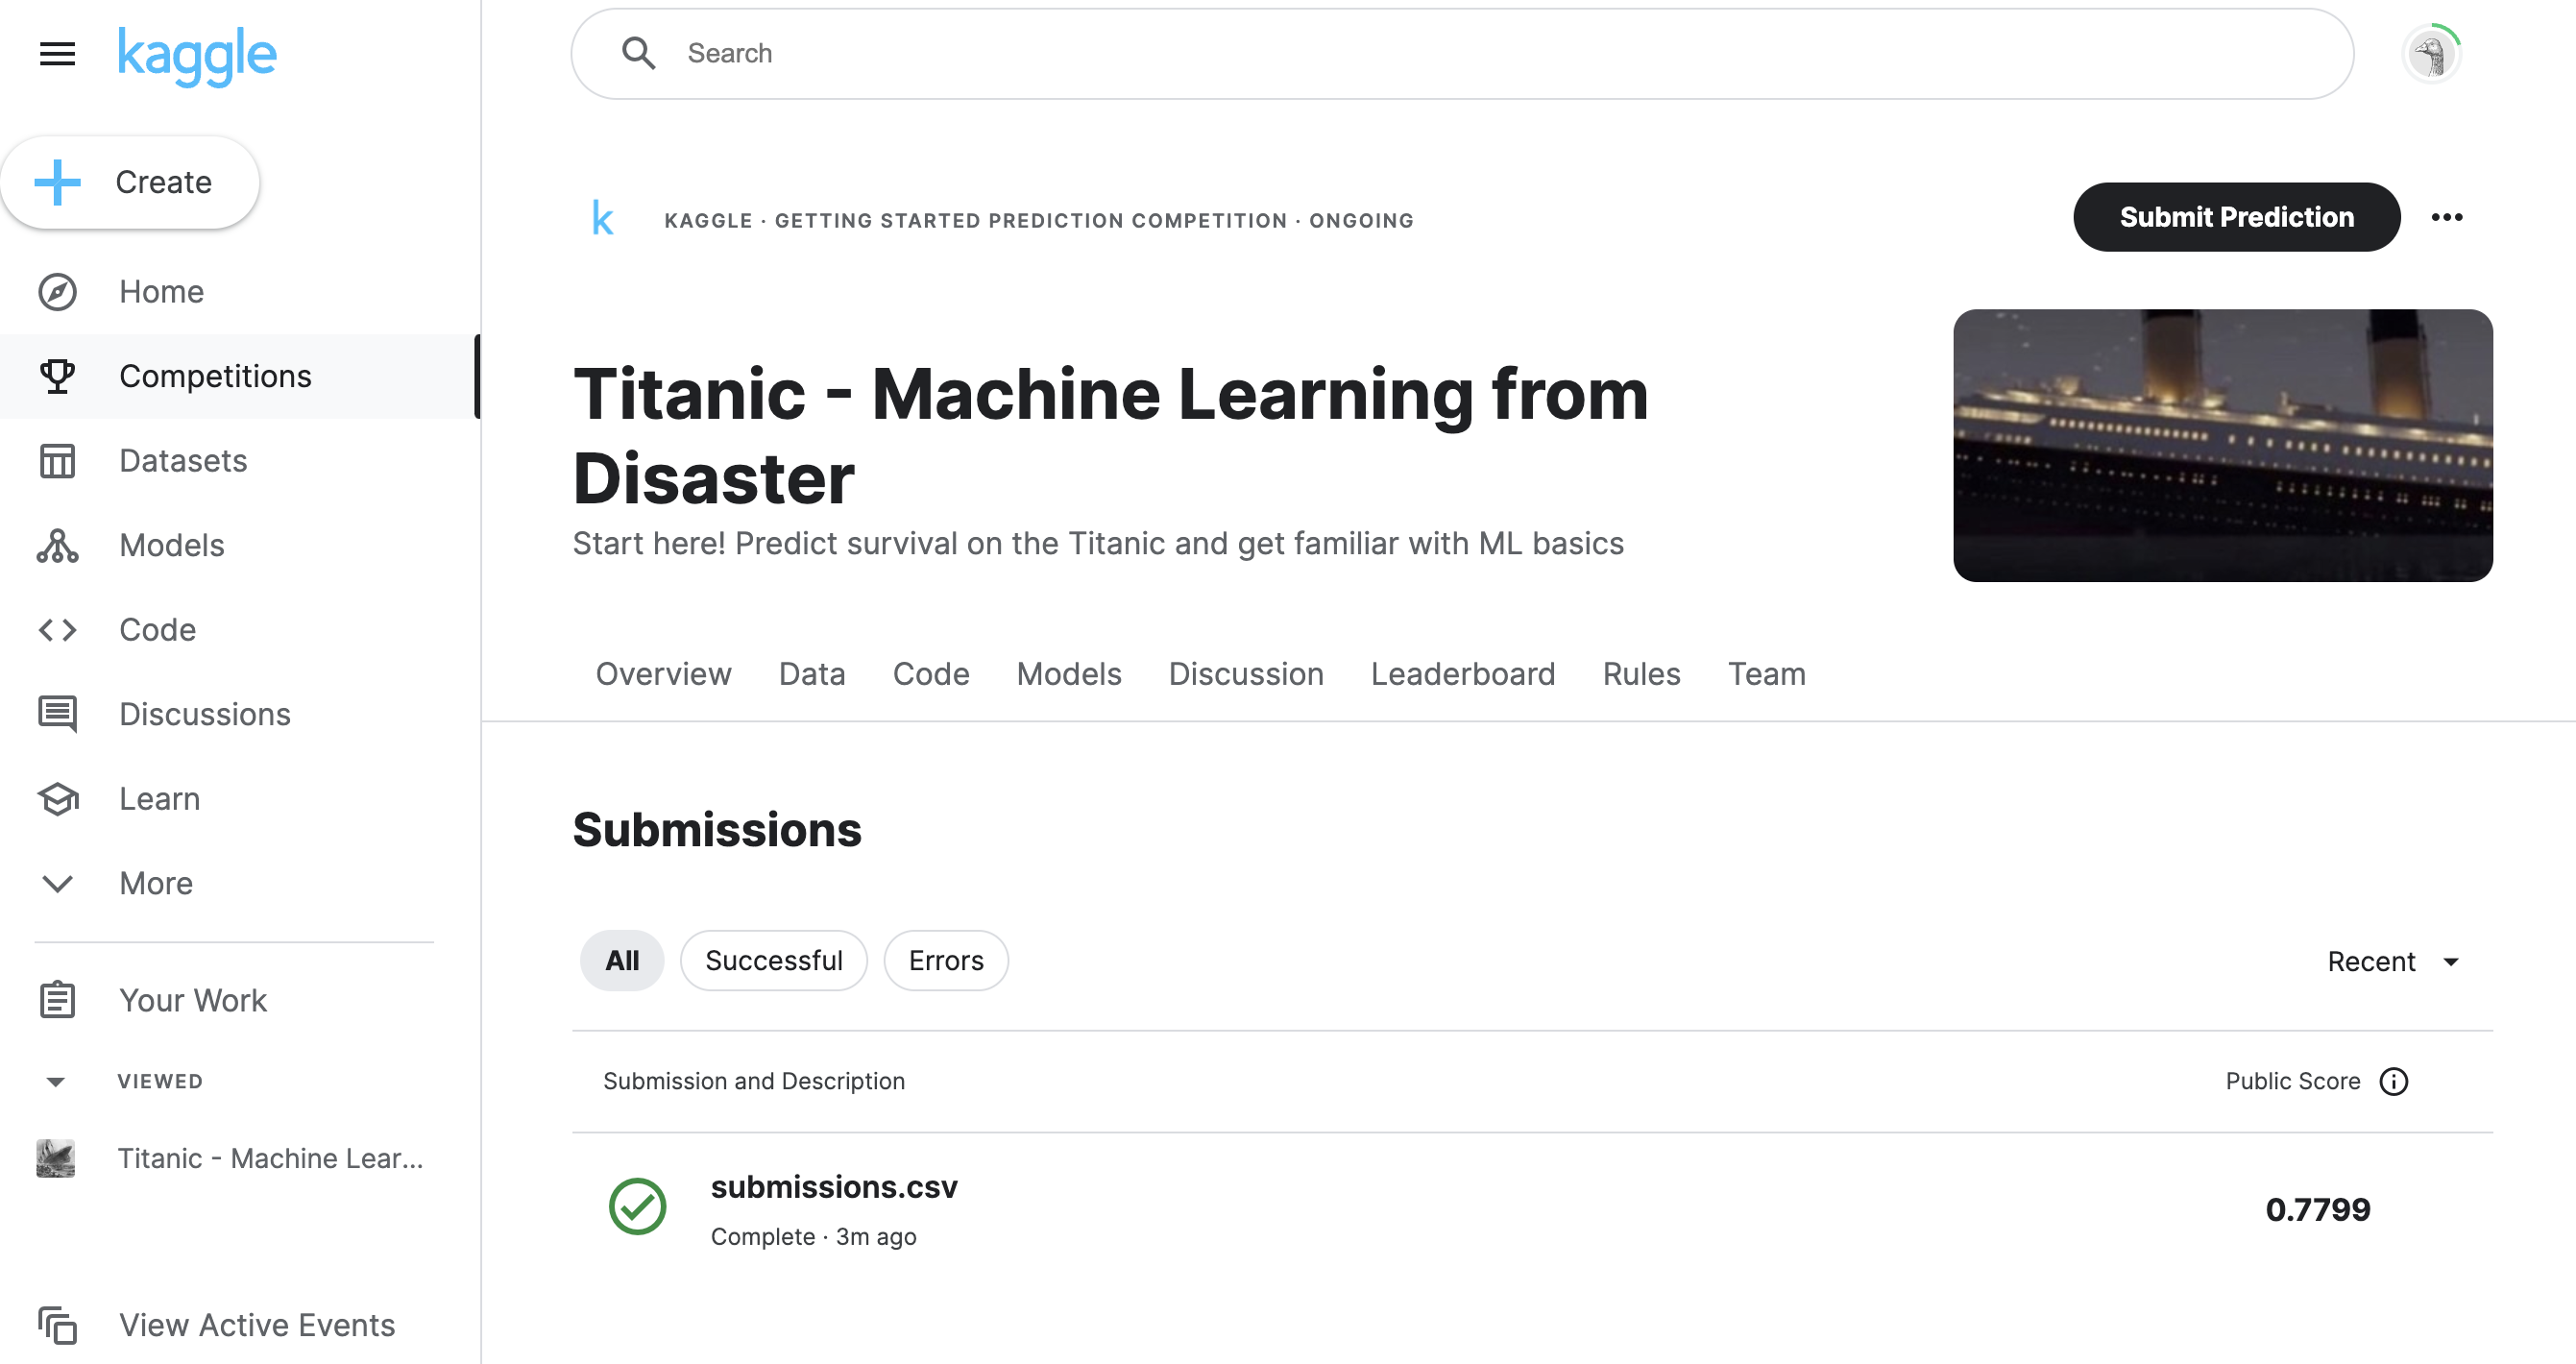 kaggle
Search
Create
Home
Competitions
Datasets
Models
Code
Discussions
Learn
More
Your Work
VIEWED
Titanic - Machine Lear...
View Active Events
k
KAGGLE · GETTING STARTED PREDICTION COMPETITION · ONGOING
Submit Prediction
Titanic - Machine Learning from
Disaster
Start here! Predict survival on the Titanic and get familiar with ML basics
Overview Data Code Models Discussion Leaderboard Rules Team
Submissions
All Successful Errors Recent
Submission and Description Public Score
submissions.csv
Complete · 3m ago
0.7799